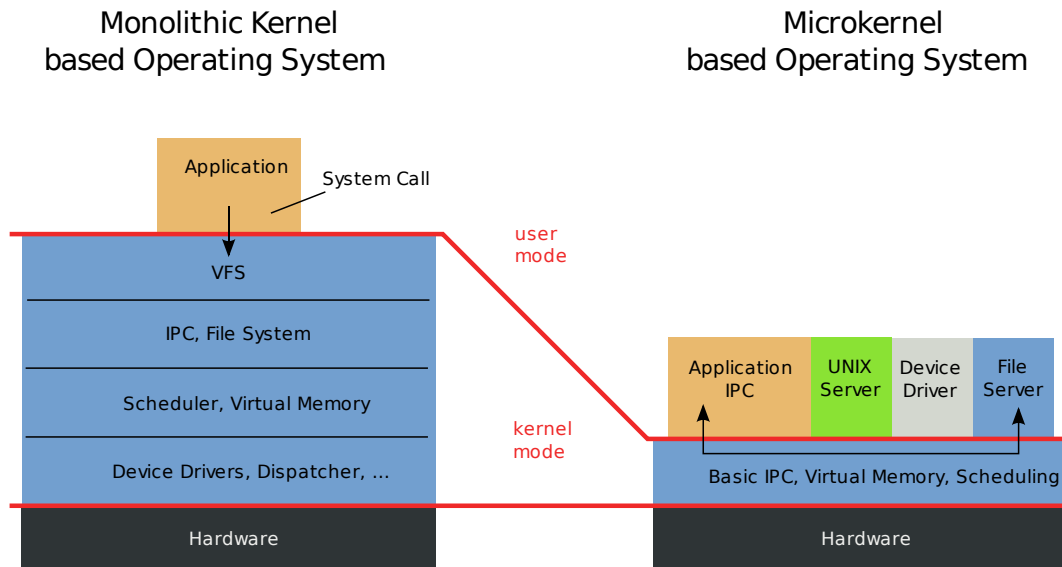 Monolithic Kernel
based Operating System
Microkernel
based Operating System
Application
System Call
VFS
IPC, File System
Scheduler, Virtual Memory
Device Drivers, Dispatcher, ...
Hardware
user
mode
kernel
mode
Application
IPC
UNIX
Server
Device
Driver
File
Server
Basic IPC, Virtual Memory, Scheduling
Hardware